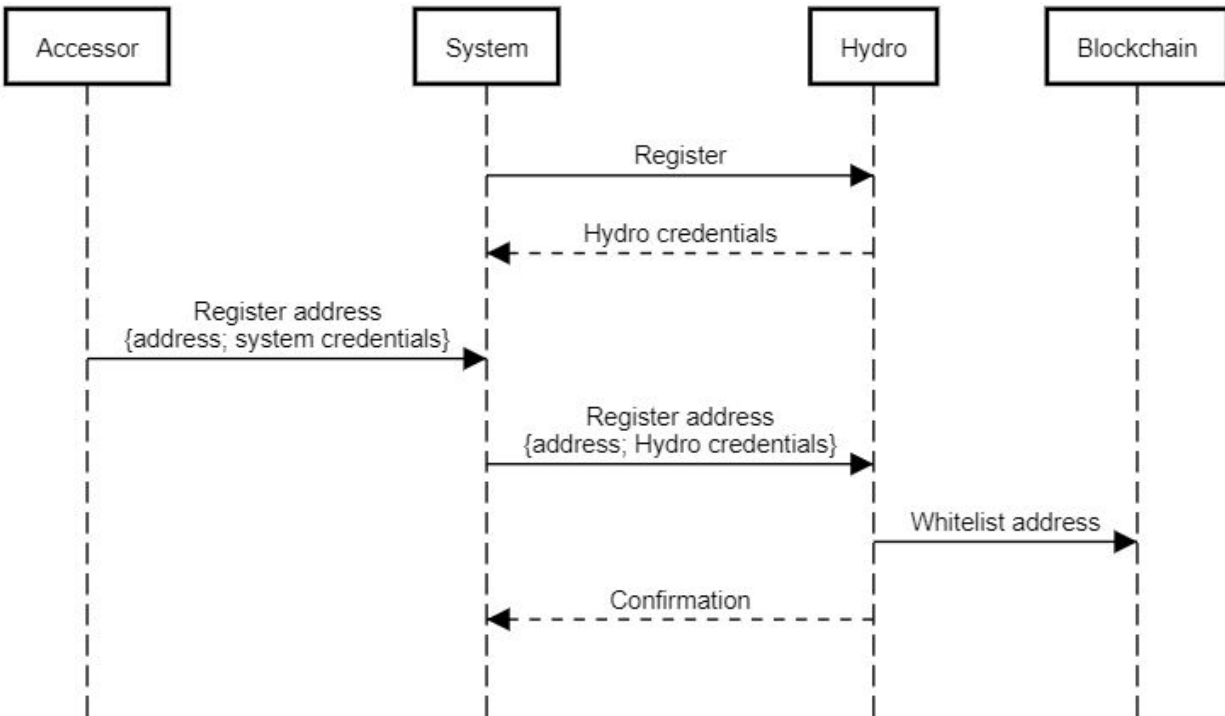 Accessor
System
Hydro
Blockchain
Register
Hydro credentials
Register address
{address; system credentials}
Register address
{address; Hydro credentials}
Whitelist address
Confirmation